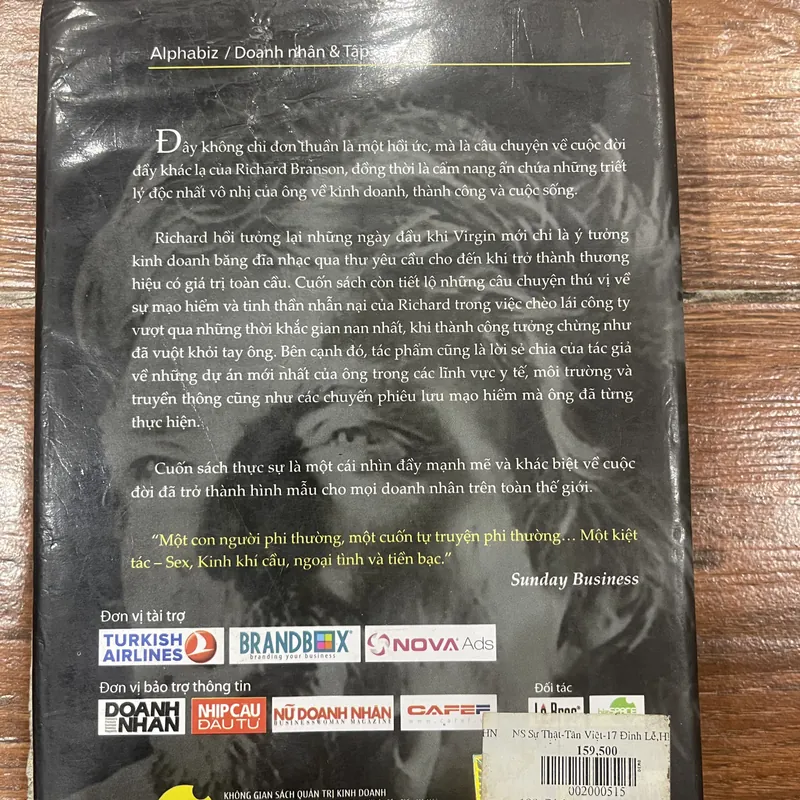 Alphabiz / Doanh nhân & Tập
Đây không chỉ đơn thuần là một hồi ức, mà là câu chuyện về cuộc đời
đầy khác lạ của Richard Branson, đồng thời là cẩm nang ẩn chứa những triết
lý độc nhất vô nhị của ông về kinh doanh, thành công và cuộc sống.
Richard hồi tưởng lại những ngày đầu khi Virgin mới chỉ là ý tưởng
kinh doanh băng đĩa nhạc qua thư yêu cầu cho đến khi trở thành thương
hiệu có giá trị toàn cầu. Cuốn sách còn tiết lộ những câu chuyện thú vị về
sự mạo hiểm và tinh thần nhẫn nại của Richard trong việc chèo lái công ty
vượt qua những thời khắc gian nan nhất, khi thành công tưởng chừng như
đã vuột khỏi tay ông. Bên cạnh đó, tác phẩm cũng là lời sẻ chia của tác giả
về những dự án mới nhất của ông trong các lĩnh vực y tế, môi trường và
truyền thông cũng như các chuyến phiêu lưu mạo hiểm mà ông đã từng
thực hiện.
Cuốn sách thực sự là một cái nhìn đầy mạnh mẽ và khác biệt về cuộc
đời đã trở thành hình mẫu cho mọi doanh nhân trên toàn thế giới.
“Một con người phi thường, một cuốn tự truyện phi thường… Một kiệt
tác – Sex, Kinh khí cầu, ngoại tình và tiền bạc.”
Sunday Business
Đơn vị tài trợ
TURKISH AIRLINES
BRANDBOX
branding your business
NOVA Ads
Đơn vị bảo trợ thông tin
Đối tác
DOANH NHÂN
NHỊP CẦU ĐẦU TƯ
NỮ DOANH NHÂN
BUSINESSWOMAN MAGAZINE
CAFEF
HN NS Sự Thật-Tân Việt-17 Đinh Lễ,H
159,500
002000515
KHÔNG GIAN SÁCH QUẢN TRỊ KINH DOANH